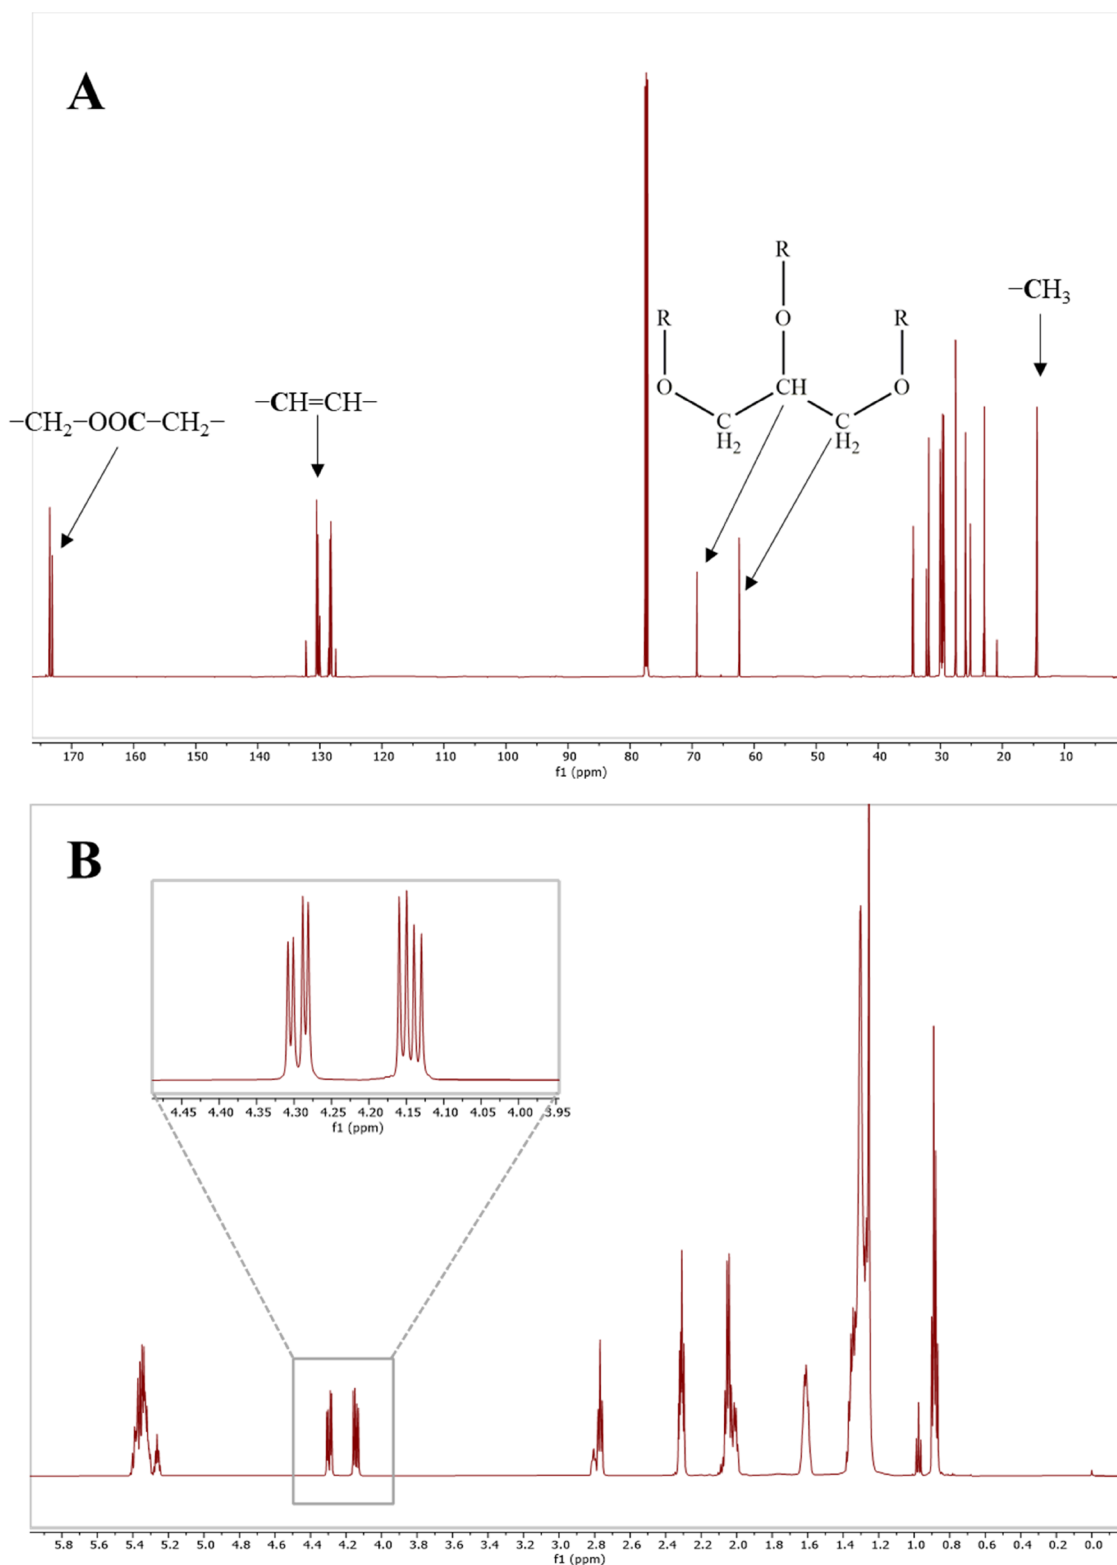 A
R
R
O
R
–CH₃
O
CH
O
–CH₂–OOC–CH₂–
–CH=CH–
H₂
C
C
H₂
170 160 150 140 130 120 110 100 90 80 70 60 50 40 30 20 10
f1 (ppm)
B
4.45 4.40 4.35 4.30 4.25 4.20 4.15 4.10 4.05 4.00 3.95
f1 (ppm)
5.8 5.6 5.4 5.2 5.0 4.8 4.6 4.4 4.2 4.0 3.8 3.6 3.4 3.2 3.0 2.8 2.6 2.4 2.2 2.0 1.8 1.6 1.4 1.2 1.0 0.8 0.6 0.4 0.2 0.0
f1 (ppm)